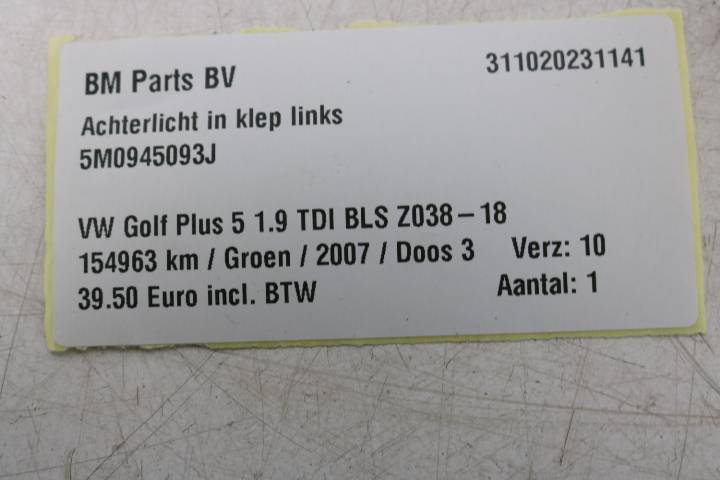 BM Parts BV 311020231141
Achterlicht in klep links
5M0945093J
VW Golf Plus 5 1.9 TDI BLS Z038-18
154963 km / Groen / 2007 / Doos 3 Verz: 10
39.50 Euro incl. BTW Aantal: 1